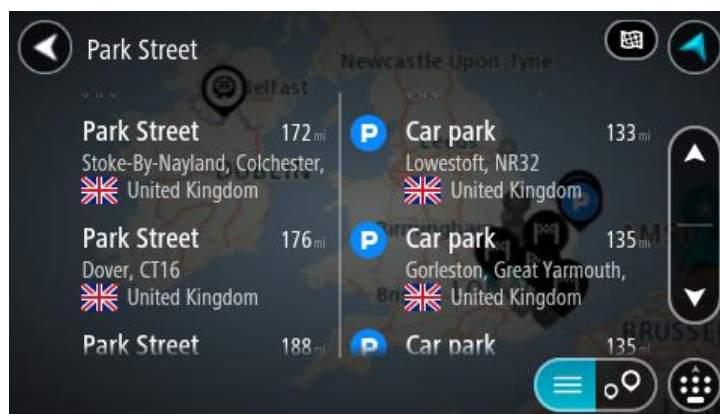 Park Street
Newcastle Upon Tyne
Belfast
Park Street 172 mi
Stoke-By-Nayland, Colchester,
United Kingdom
Park Street 176 mi
Dover, CT16
United Kingdom
Park Street 188 mi
P Car park 133 mi
Lowestoft, NR32
United Kingdom
P Car park 135 mi
Gorleston, Great Yarmouth,
United Kingdom
P Car park 135 mi
DUBLIN
Birmingham
P